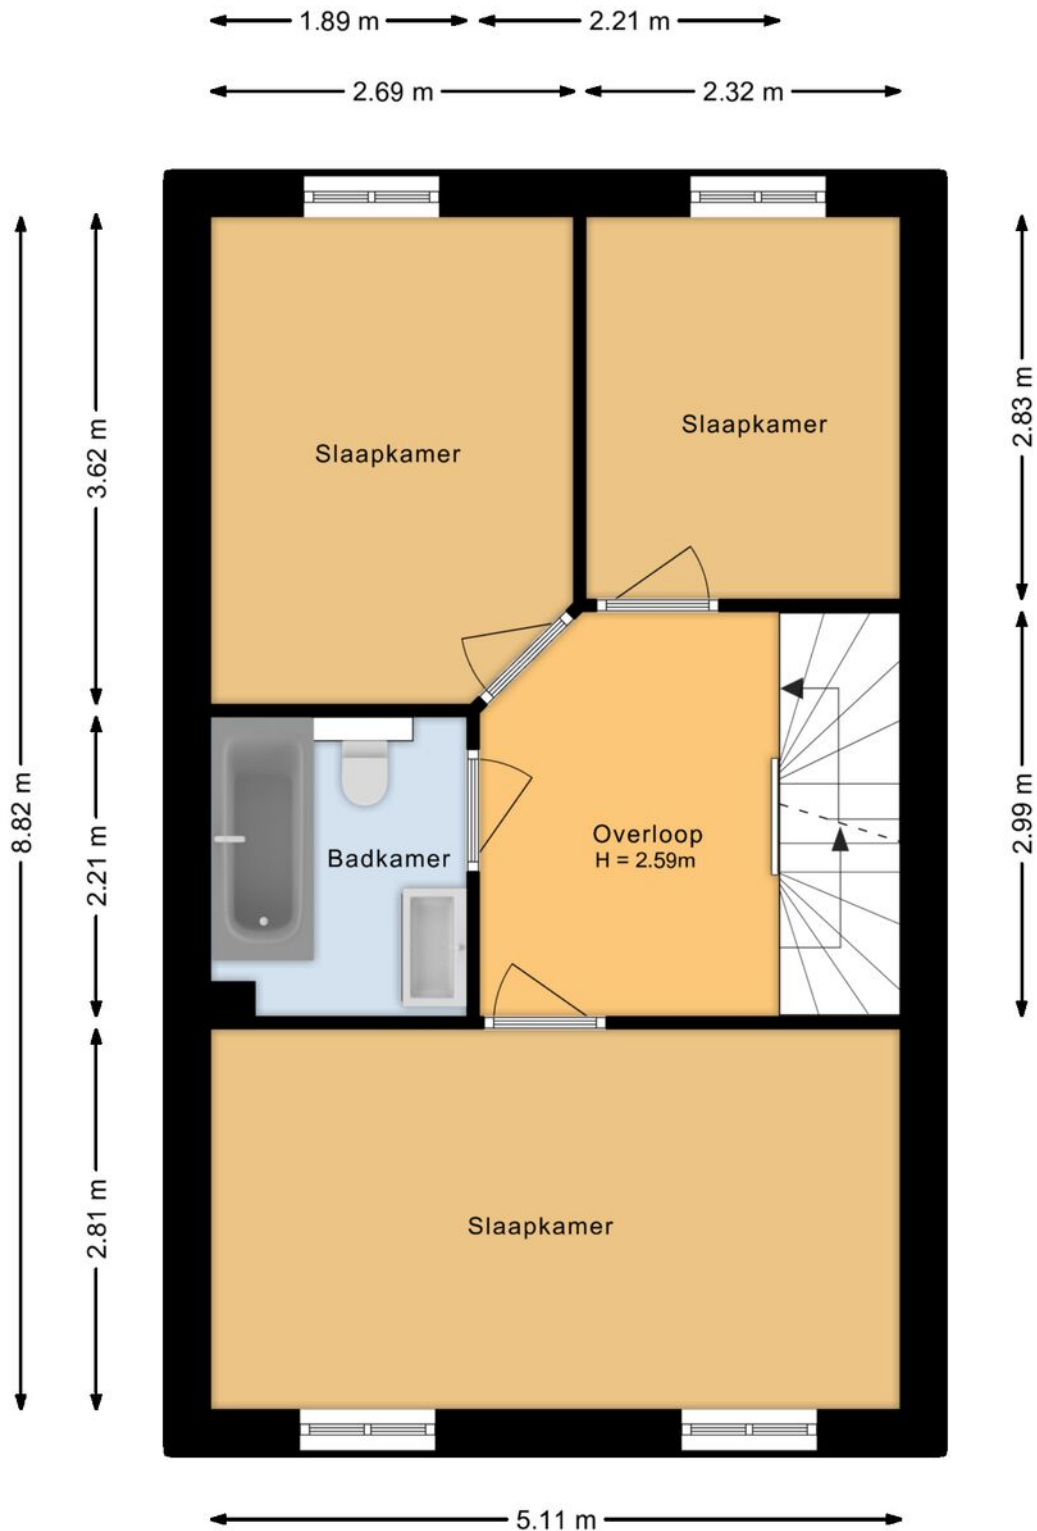 1.89 m
2.21 m
2.69 m
2.32 m
Slaapkamer
Slaapkamer
2.83 m
3.62 m
8.82 m
2.21 m
Badkamer
Overloop
H = 2.59m
2.99 m
2.81 m
Slaapkamer
5.11 m